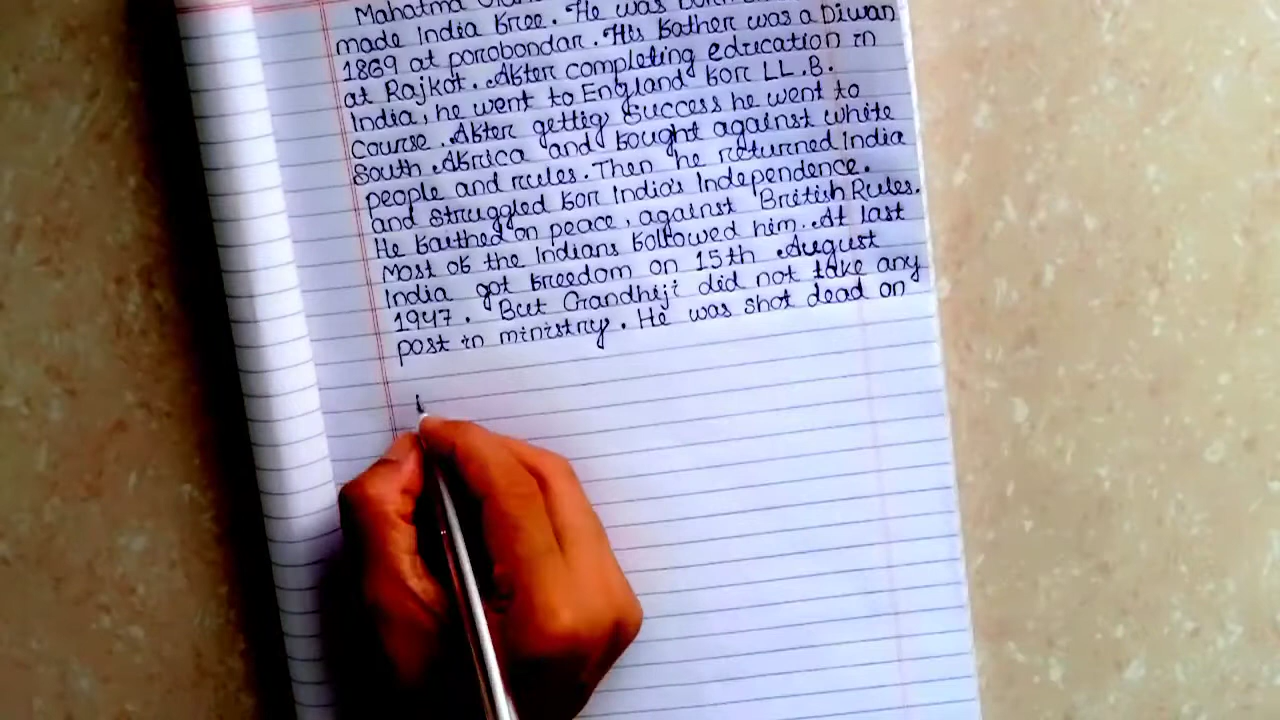 Mahatma
made India free. He was born
1869 at porobondar. His father was a Diwan
at Rajkot. After completing education in
India, he went to England for LL.B.
course. After gettig success he went to
South Africa and fought against white
people and rules. Then he returned India
and struggled for India's Independence.
He faithed on peace, against British Rules.
Most of the Indians followed him. At last
India got freedom on 15th August
1947. But Gandhiji did not take any
post in ministry. He was shot dead on